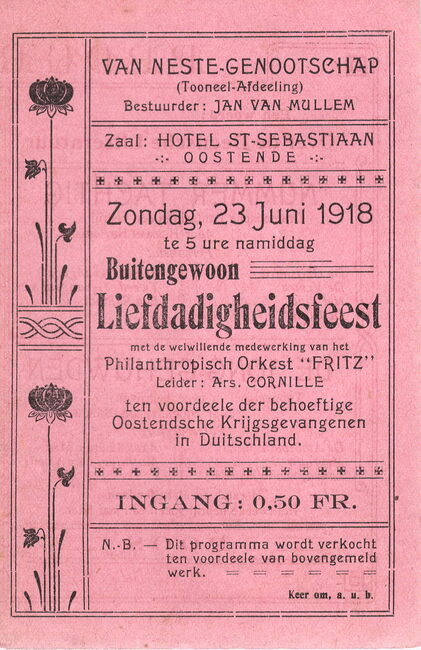 VAN NESTE-GENOOTSCHAP
(Tooneel-Afdeeling)
Bestuurder: JAN VAN MULLEM
Zaal: HOTEL ST-SEBASTIAAN
-:- OOSTENDE -:-
Zondag, 23 Juni 1918
te 5 ure namiddag
Buitengewoon
Liefdadigheidsfeest
met de welwillende medewerking van het
Philanthropisch Orkest "FRITZ"
Leider: Ars. CORNILLE
ten voordeele der behoeftige
Oostendsche Krijgsgevangenen
in Duitschland.
INGANG: 0,50 FR.
N.-B. — Dit programma wordt verkocht
ten voordeele van bovengemeld
werk.
Keer om, a. u. b.